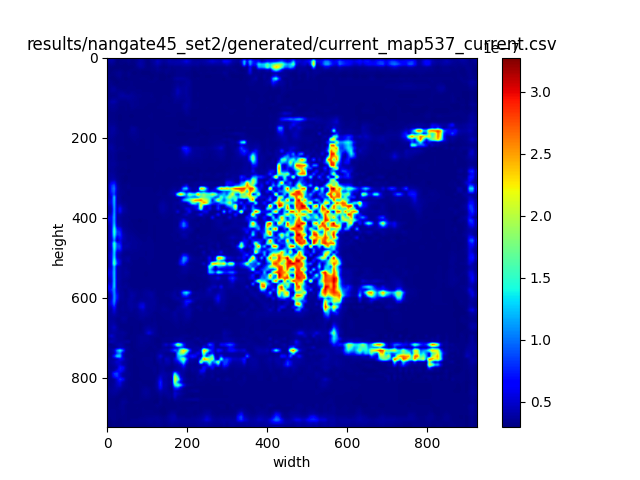 results/nangate45_set2/generated/current_map537_current.csv
1e−7
0
200
400
600
800
height
0 200 400 600 800
width
3.0
2.5
2.0
1.5
1.0
0.5